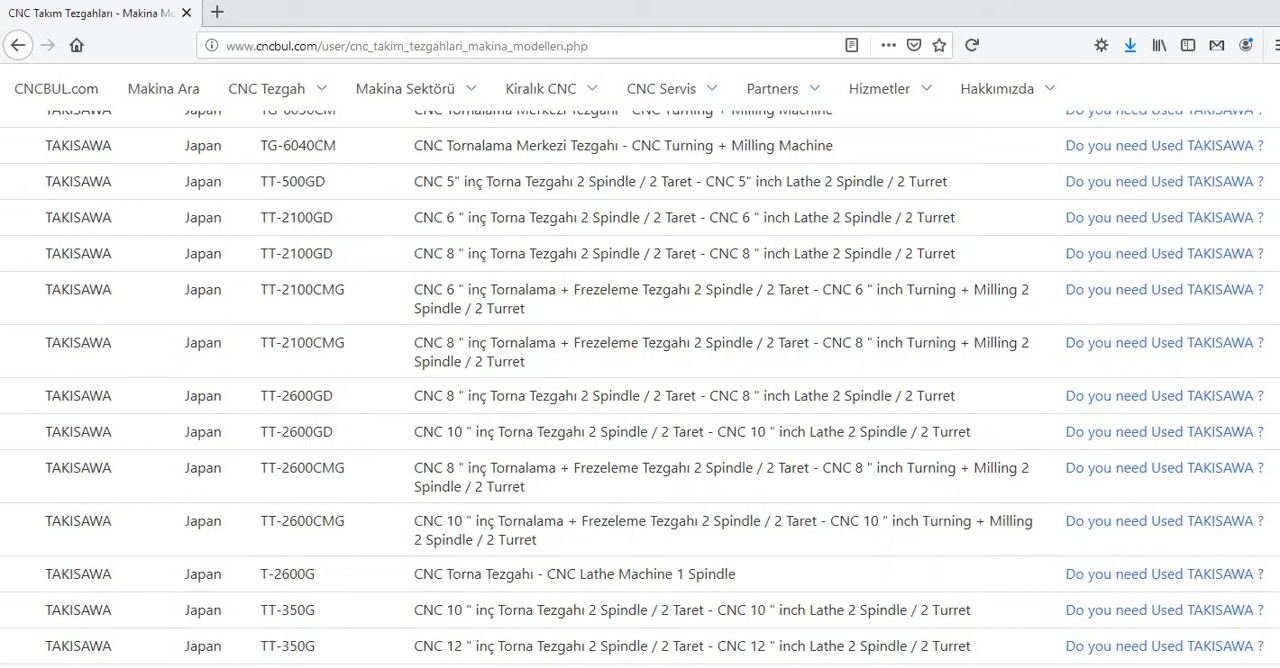 CNC Takım Tezgahları - Makina Mo
www.cncbul.com/user/cnc_takim_tezgahlari_makina_modelleri.php
CNCBUL.com Makina Ara CNC Tezgah Makina Sektörü Kiralık CNC CNC Servis Partners Hizmetler Hakkımızda
TAKISAWA Japan TG-6030CM CNC Tornalama Merkezi Tezgahı - CNC Turning + Milling Machine Do you need Used TAKISAWA ?
TAKISAWA Japan TG-6040CM CNC Tornalama Merkezi Tezgahı - CNC Turning + Milling Machine Do you need Used TAKISAWA ?
TAKISAWA Japan TT-500GD CNC 5" inç Torna Tezgahı 2 Spindle / 2 Taret - CNC 5" inch Lathe 2 Spindle / 2 Turret Do you need Used TAKISAWA ?
TAKISAWA Japan TT-2100GD CNC 6 " inç Torna Tezgahı 2 Spindle / 2 Taret - CNC 6 " inch Lathe 2 Spindle / 2 Turret Do you need Used TAKISAWA ?
TAKISAWA Japan TT-2100GD CNC 8 " inç Torna Tezgahı 2 Spindle / 2 Taret - CNC 8 " inch Lathe 2 Spindle / 2 Turret Do you need Used TAKISAWA ?
TAKISAWA Japan TT-2100CMG CNC 6 " inç Tornalama + Frezeleme Tezgahı 2 Spindle / 2 Taret - CNC 6 " inch Turning + Milling 2 Do you need Used TAKISAWA ?
Spindle / 2 Turret
TAKISAWA Japan TT-2100CMG CNC 8 " inç Tornalama + Frezeleme Tezgahı 2 Spindle / 2 Taret - CNC 8 " inch Turning + Milling 2 Do you need Used TAKISAWA ?
Spindle / 2 Turret
TAKISAWA Japan TT-2600GD CNC 8 " inç Torna Tezgahı 2 Spindle / 2 Taret - CNC 8 " inch Lathe 2 Spindle / 2 Turret Do you need Used TAKISAWA ?
TAKISAWA Japan TT-2600GD CNC 10 " inç Torna Tezgahı 2 Spindle / 2 Taret - CNC 10 " inch Lathe 2 Spindle / 2 Turret Do you need Used TAKISAWA ?
TAKISAWA Japan TT-2600CMG CNC 8 " inç Tornalama + Frezeleme Tezgahı 2 Spindle / 2 Taret - CNC 8 " inch Turning + Milling 2 Do you need Used TAKISAWA ?
Spindle / 2 Turret
TAKISAWA Japan TT-2600CMG CNC 10 " inç Tornalama + Frezeleme Tezgahı 2 Spindle / 2 Taret - CNC 10 " inch Turning + Milling Do you need Used TAKISAWA ?
2 Spindle / 2 Turret
TAKISAWA Japan T-2600G CNC Torna Tezgahı - CNC Lathe Machine 1 Spindle Do you need Used TAKISAWA ?
TAKISAWA Japan TT-350G CNC 10 " inç Torna Tezgahı 2 Spindle / 2 Taret - CNC 10 " inch Lathe 2 Spindle / 2 Turret Do you need Used TAKISAWA ?
TAKISAWA Japan TT-350G CNC 12 " inç Torna Tezgahı 2 Spindle / 2 Taret - CNC 12 " inch Lathe 2 Spindle / 2 Turret Do you need Used TAKISAWA ?